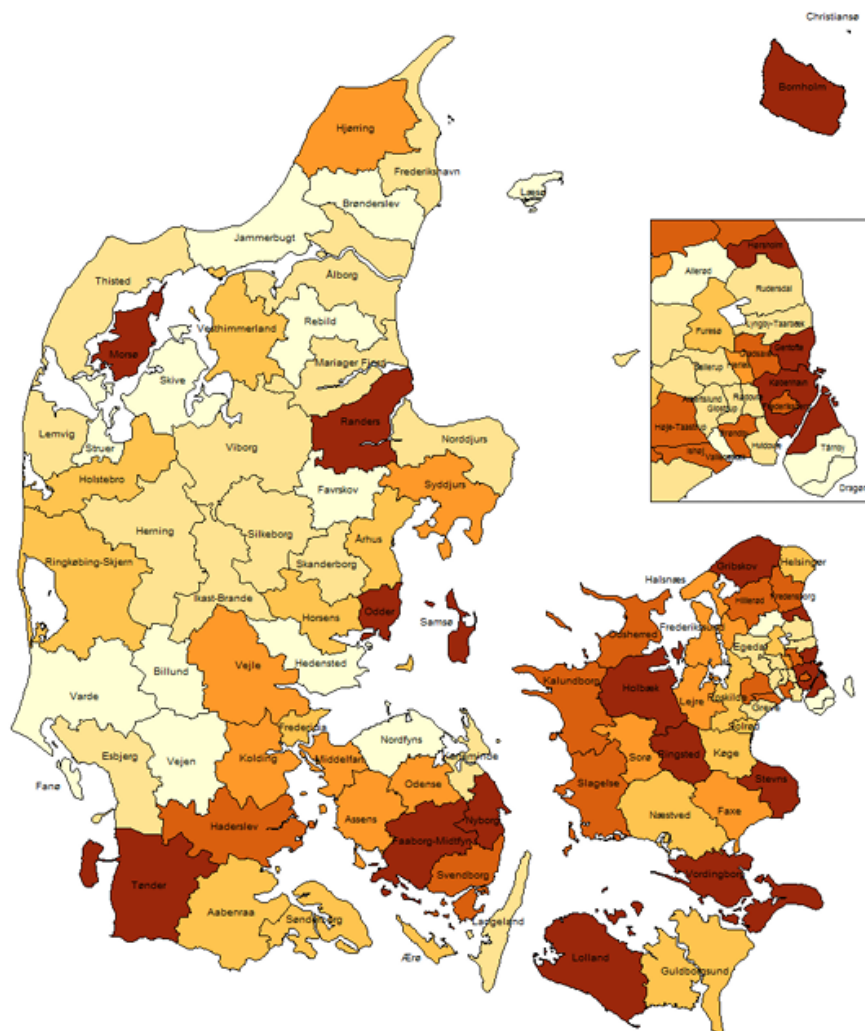 Christiansø
Bornholm
Hjørring
Frederikshavn
Læsø
Brønderslev
Jammerbugt
Thisted
Ålborg
Vesthimmerland
Rebild
Morsø
Mariager Fjord
Skive
Randers
Lemvig
Struer
Viborg
Norddjurs
Holstebro
Favrskov
Syddjurs
Herning
Silkeborg
Århus
Ringkøbing-Skjern
Skanderborg
Ikast-Brande
Horsens
Odder
Samsø
Hedensted
Billund
Vejle
Varde
Vejen
Esbjerg
Fanø
Kolding
Fredericia
Middelfart
Nordfyns
Kerteminde
Odense
Assens
Nyborg
Haderslev
Faaborg-Midtfyn
Svendborg
Tønder
Aabenraa
Sønderborg
Langeland
Ærø
Hørsholm
Allerød
Rudersdal
Furesø
Lyngby-Taarbæk
Gentofte
Ballerup
København
Frederiksberg
Albertslund
Rødovre
Glostrup
Høje-Taastrup
Brøndby
Hvidovre
Ishøj
Tårnby
Dragør
Gribskov
Helsingør
Halsnæs
Hillerød
Fredensborg
Frederikssund
Odsherred
Egedal
Kalundborg
Holbæk
Lejre
Roskilde
Greve
Solrød
Ringsted
Sorø
Køge
Slagelse
Stevns
Næstved
Faxe
Vordingborg
Lolland
Guldborgsund